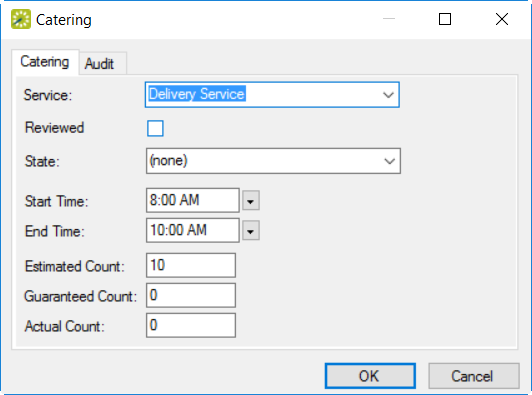 Catering
Catering Audit
Service: Delivery Service
Reviewed
State: (none)
Start Time: 8:00 AM
End Time: 10:00 AM
Estimated Count: 10
Guaranteed Count: 0
Actual Count: 0
OK Cancel